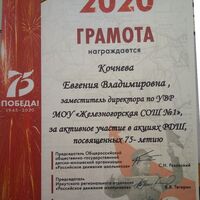 2020
ГРАМОТА
награждается
Кочнева
Евгения Владимировна,
заместитель директора по УВР
МОУ «Железногорская СОШ №1»,
за активное участие в акциях РДШ,
посвященных 75- летию
75
ПОБЕДА!
1945-2020
Председатель Общероссийской
общественно-государственной
детско-юношеской организации
«Российское движение школьников»
Председатель
Иркутского регионального отделения
«Российское движение школьников»